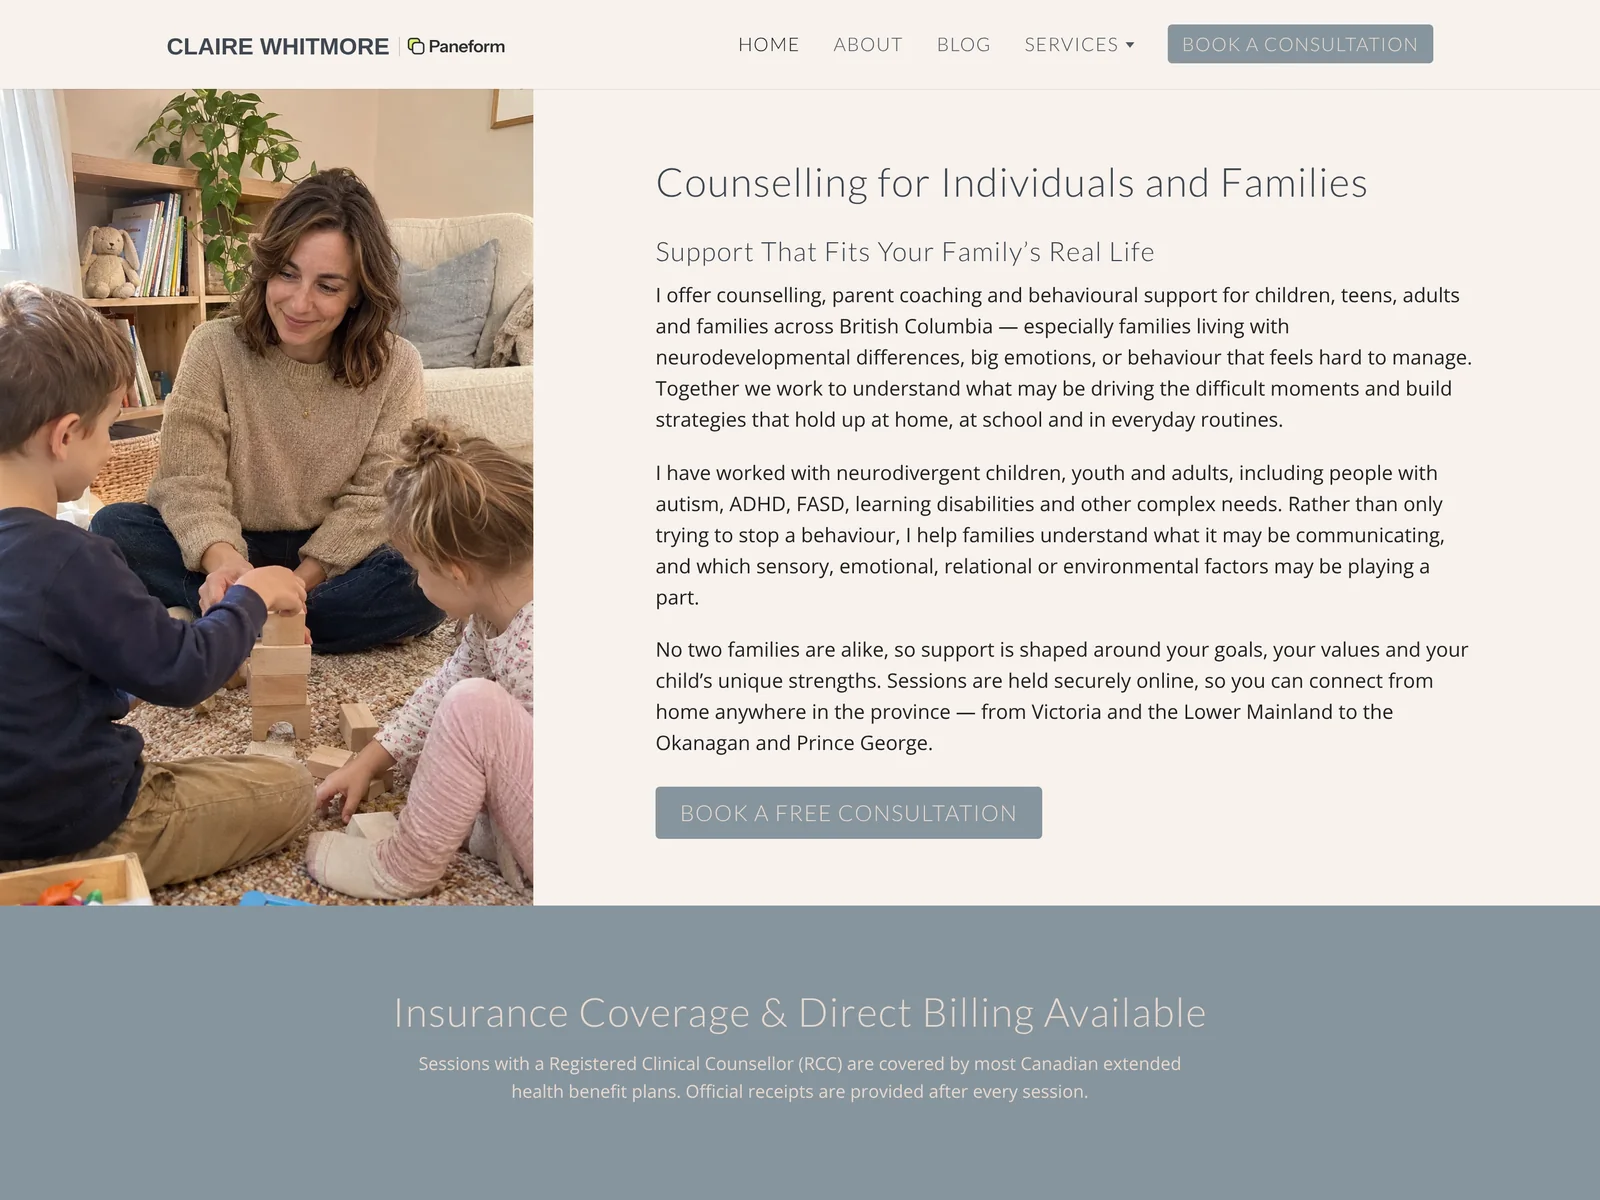 CLAIRE WHITMORE
Paneform
HOME
ABOUT
BLOG
SERVICES
BOOK A CONSULTATION
Counselling for Individuals and Families
Support That Fits Your Family’s Real Life
I offer counselling, parent coaching and behavioural support for children, teens, adults
and families across British Columbia — especially families living with
neurodevelopmental differences, big emotions, or behaviour that feels hard to manage.
Together we work to understand what may be driving the difficult moments and build
strategies that hold up at home, at school and in everyday routines.
I have worked with neurodivergent children, youth and adults, including people with
autism, ADHD, FASD, learning disabilities and other complex needs. Rather than only
trying to stop a behaviour, I help families understand what it may be communicating,
and which sensory, emotional, relational or environmental factors may be playing a
part.
No two families are alike, so support is shaped around your goals, your values and your
child’s unique strengths. Sessions are held securely online, so you can connect from
home anywhere in the province — from Victoria and the Lower Mainland to the
Okanagan and Prince George.
BOOK A FREE CONSULTATION
Insurance Coverage & Direct Billing Available
Sessions with a Registered Clinical Counsellor (RCC) are covered by most Canadian extended
health benefit plans. Official receipts are provided after every session.